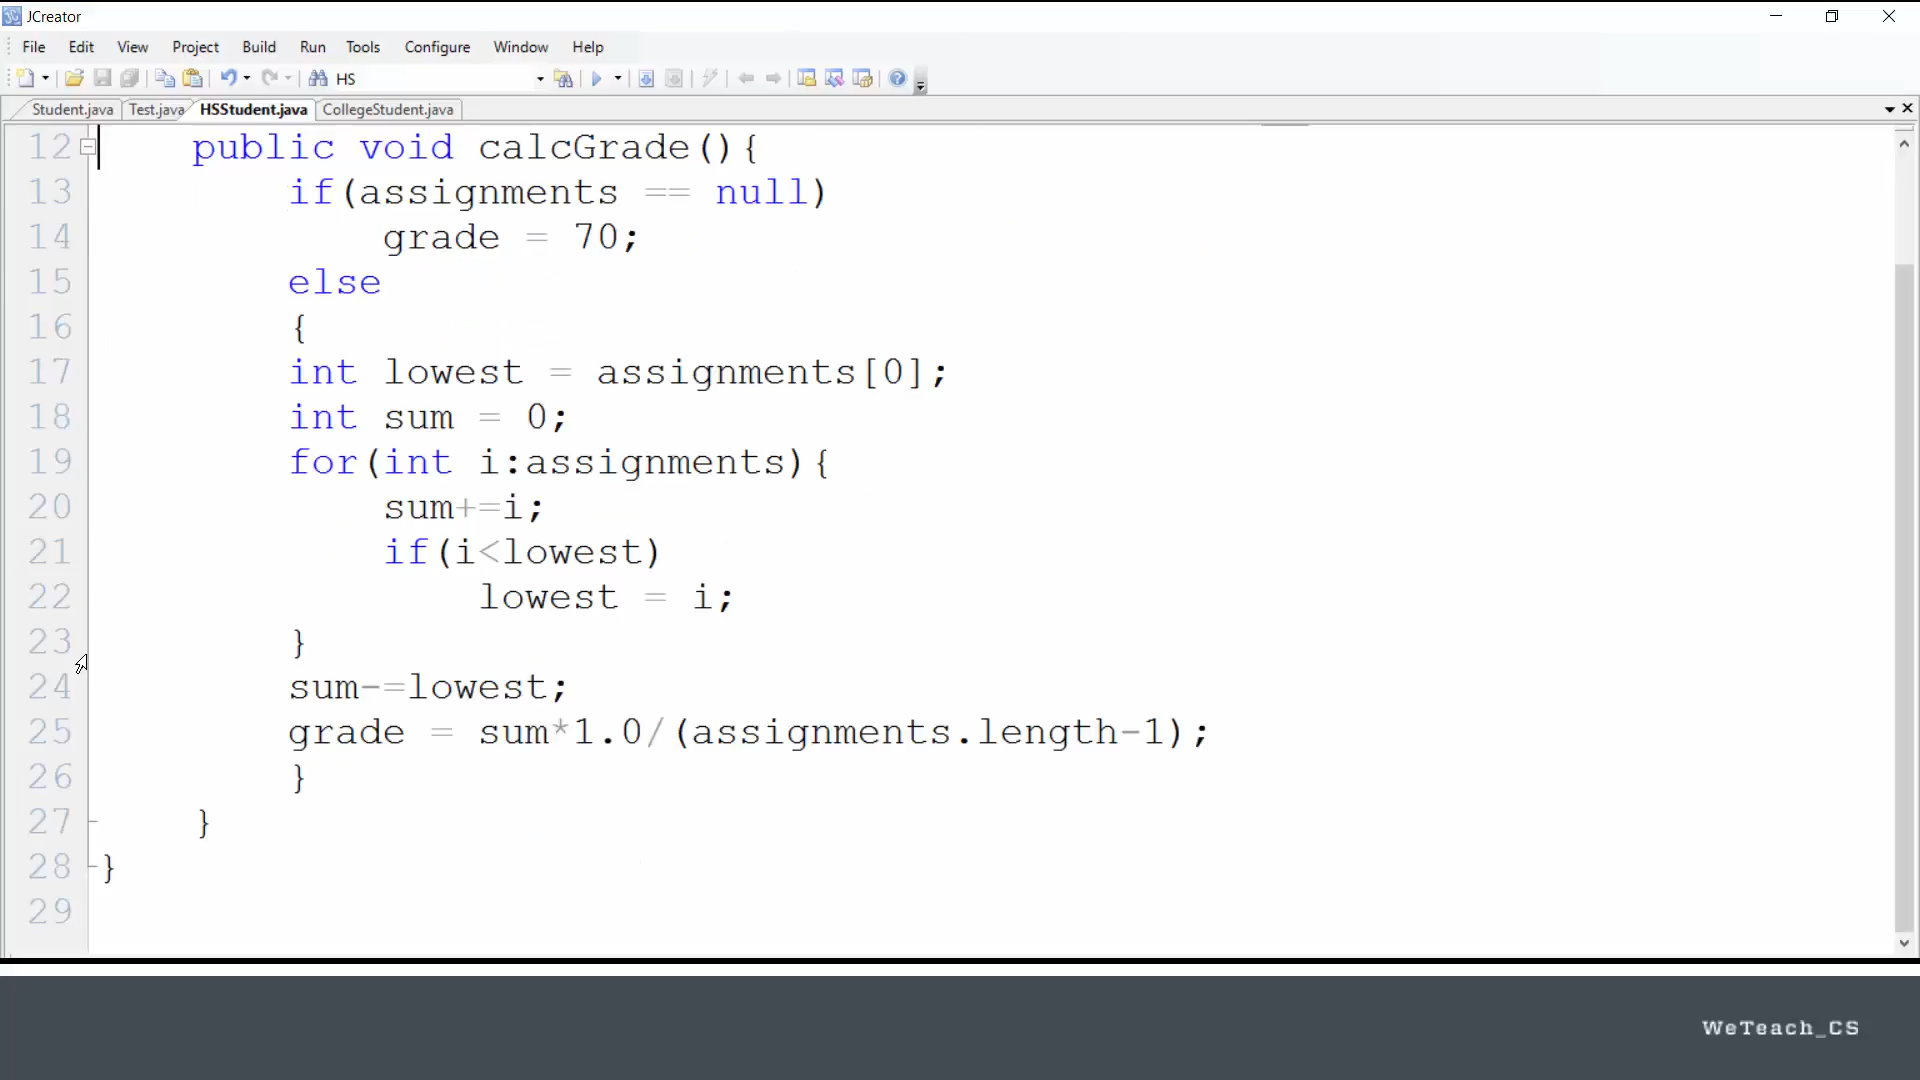 JCreator
File Edit View Project Build Run Tools Configure Window Help
HS
Student.java Test.java HSStudent.java CollegeStudent.java
12 public void calcGrade(){
13 if(assignments == null)
14 grade = 70;
15 else
16 {
17 int lowest = assignments[0];
18 int sum = 0;
19 for(int i:assignments){
20 sum+=i;
21 if(i<lowest)
22 lowest = i;
23 }
24 sum-=lowest;
25 grade = sum*1.0/(assignments.length-1);
26 }
27 }
28 }
29
WeTeach_CS